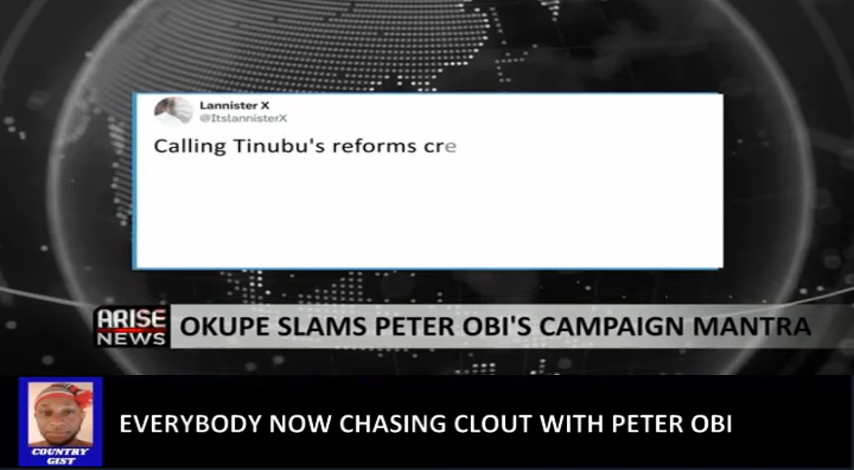 Lannister X
@ItslannisterX
Calling Tinubu's reforms cre
ARISE
NEWS
OKUPE SLAMS PETER OBI'S CAMPAIGN MANTRA
EVERYBODY NOW CHASING CLOUT WITH PETER OBI
COUNTRY
GIST